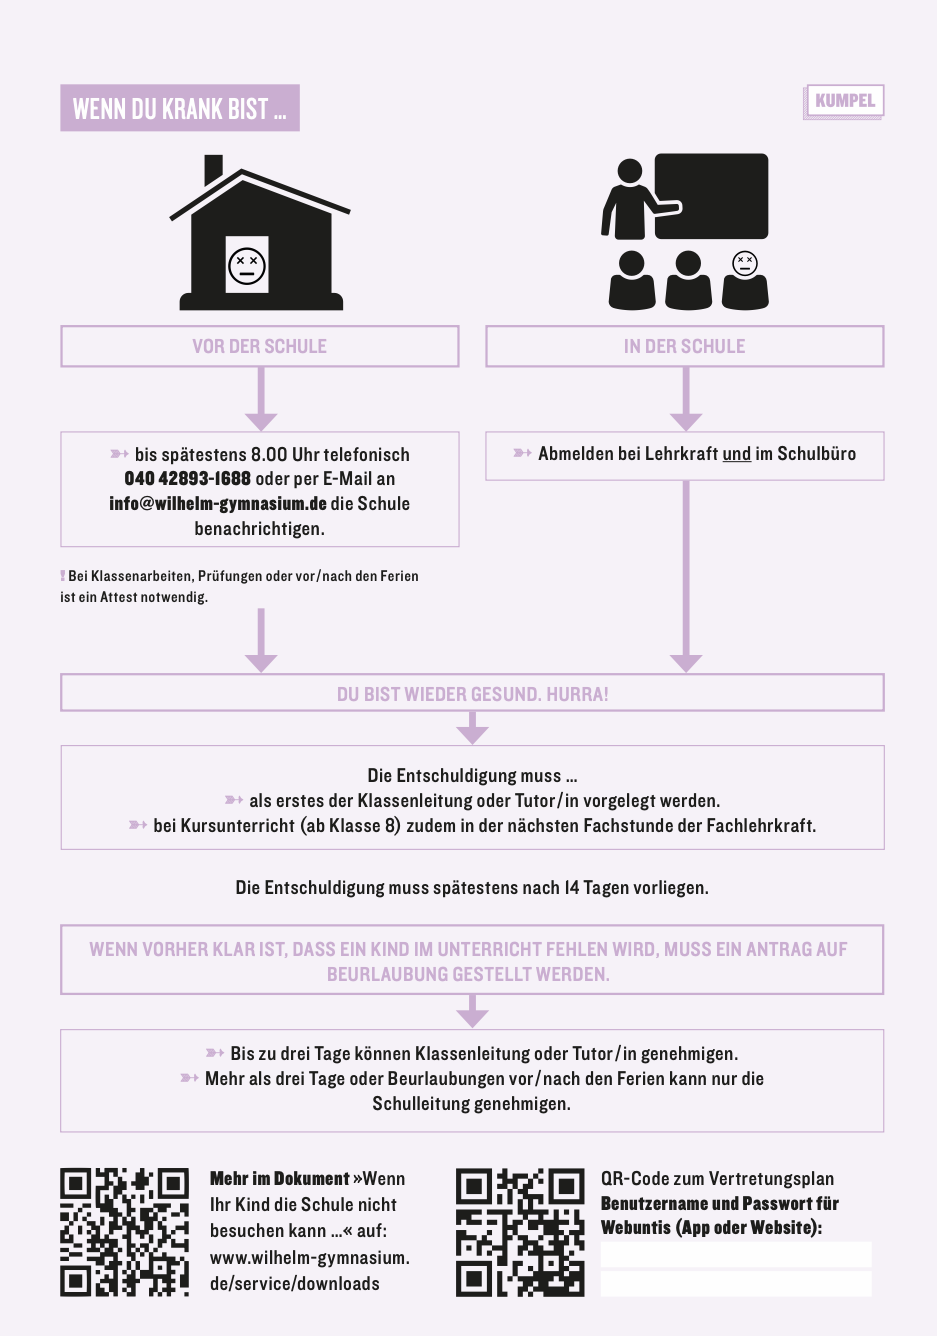 WENN DU KRANK BIST ...
KUMPEL
VOR DER SCHULE
IN DER SCHULE
➳ bis spätestens 8.00 Uhr telefonisch
040 42893-1688 oder per E-Mail an
info@wilhelm-gymnasium.de die Schule
benachrichtigen.
➳ Abmelden bei Lehrkraft und im Schulbüro
! Bei Klassenarbeiten, Prüfungen oder vor/nach den Ferien
ist ein Attest notwendig.
DU BIST WIEDER GESUND. HURRA!
Die Entschuldigung muss ...
➳ als erstes der Klassenleitung oder Tutor/in vorgelegt werden.
➳ bei Kursunterricht (ab Klasse 8) zudem in der nächsten Fachstunde der Fachlehrkraft.
Die Entschuldigung muss spätestens nach 14 Tagen vorliegen.
WENN VORHER KLAR IST, DASS EIN KIND IM UNTERRICHT FEHLEN WIRD, MUSS EIN ANTRAG AUF
BEURLAUBUNG GESTELLT WERDEN.
➳ Bis zu drei Tage können Klassenleitung oder Tutor/in genehmigen.
➳ Mehr als drei Tage oder Beurlaubungen vor/nach den Ferien kann nur die
Schulleitung genehmigen.
Mehr im Dokument »Wenn
Ihr Kind die Schule nicht
besuchen kann ...« auf:
www.wilhelm-gymnasium.
de/service/downloads
QR-Code zum Vertretungsplan
Benutzername und Passwort für
Webuntis (App oder Website):